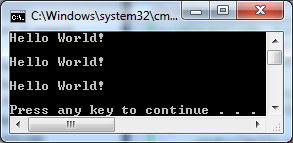 C:\Windows\system32\cm...
Hello World!
Hello World!
Hello World!
Press any key to continue . . .